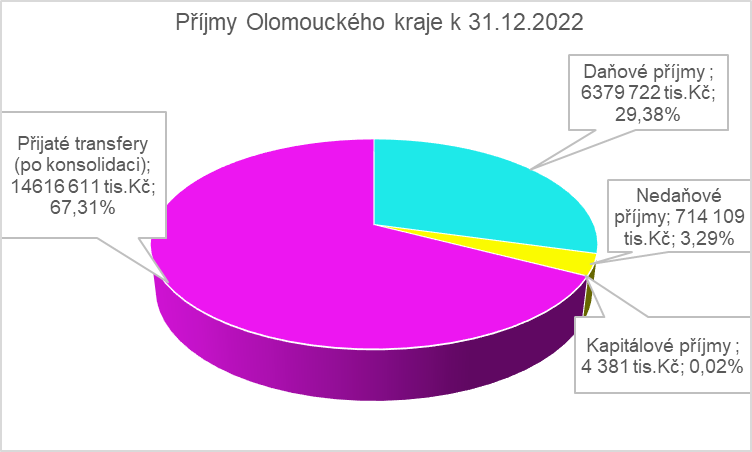 Příjmy Olomouckého kraje k 31.12.2022
Daňové příjmy ;
6379 722 tis.Kč;
29,38%
Přijaté transfery
(po konsolidaci);
14616 611 tis.Kč;
67,31%
Nedaňové
příjmy; 714 109
tis.Kč; 3,29%
Kapitálové příjmy ;
4 381 tis.Kč; 0,02%